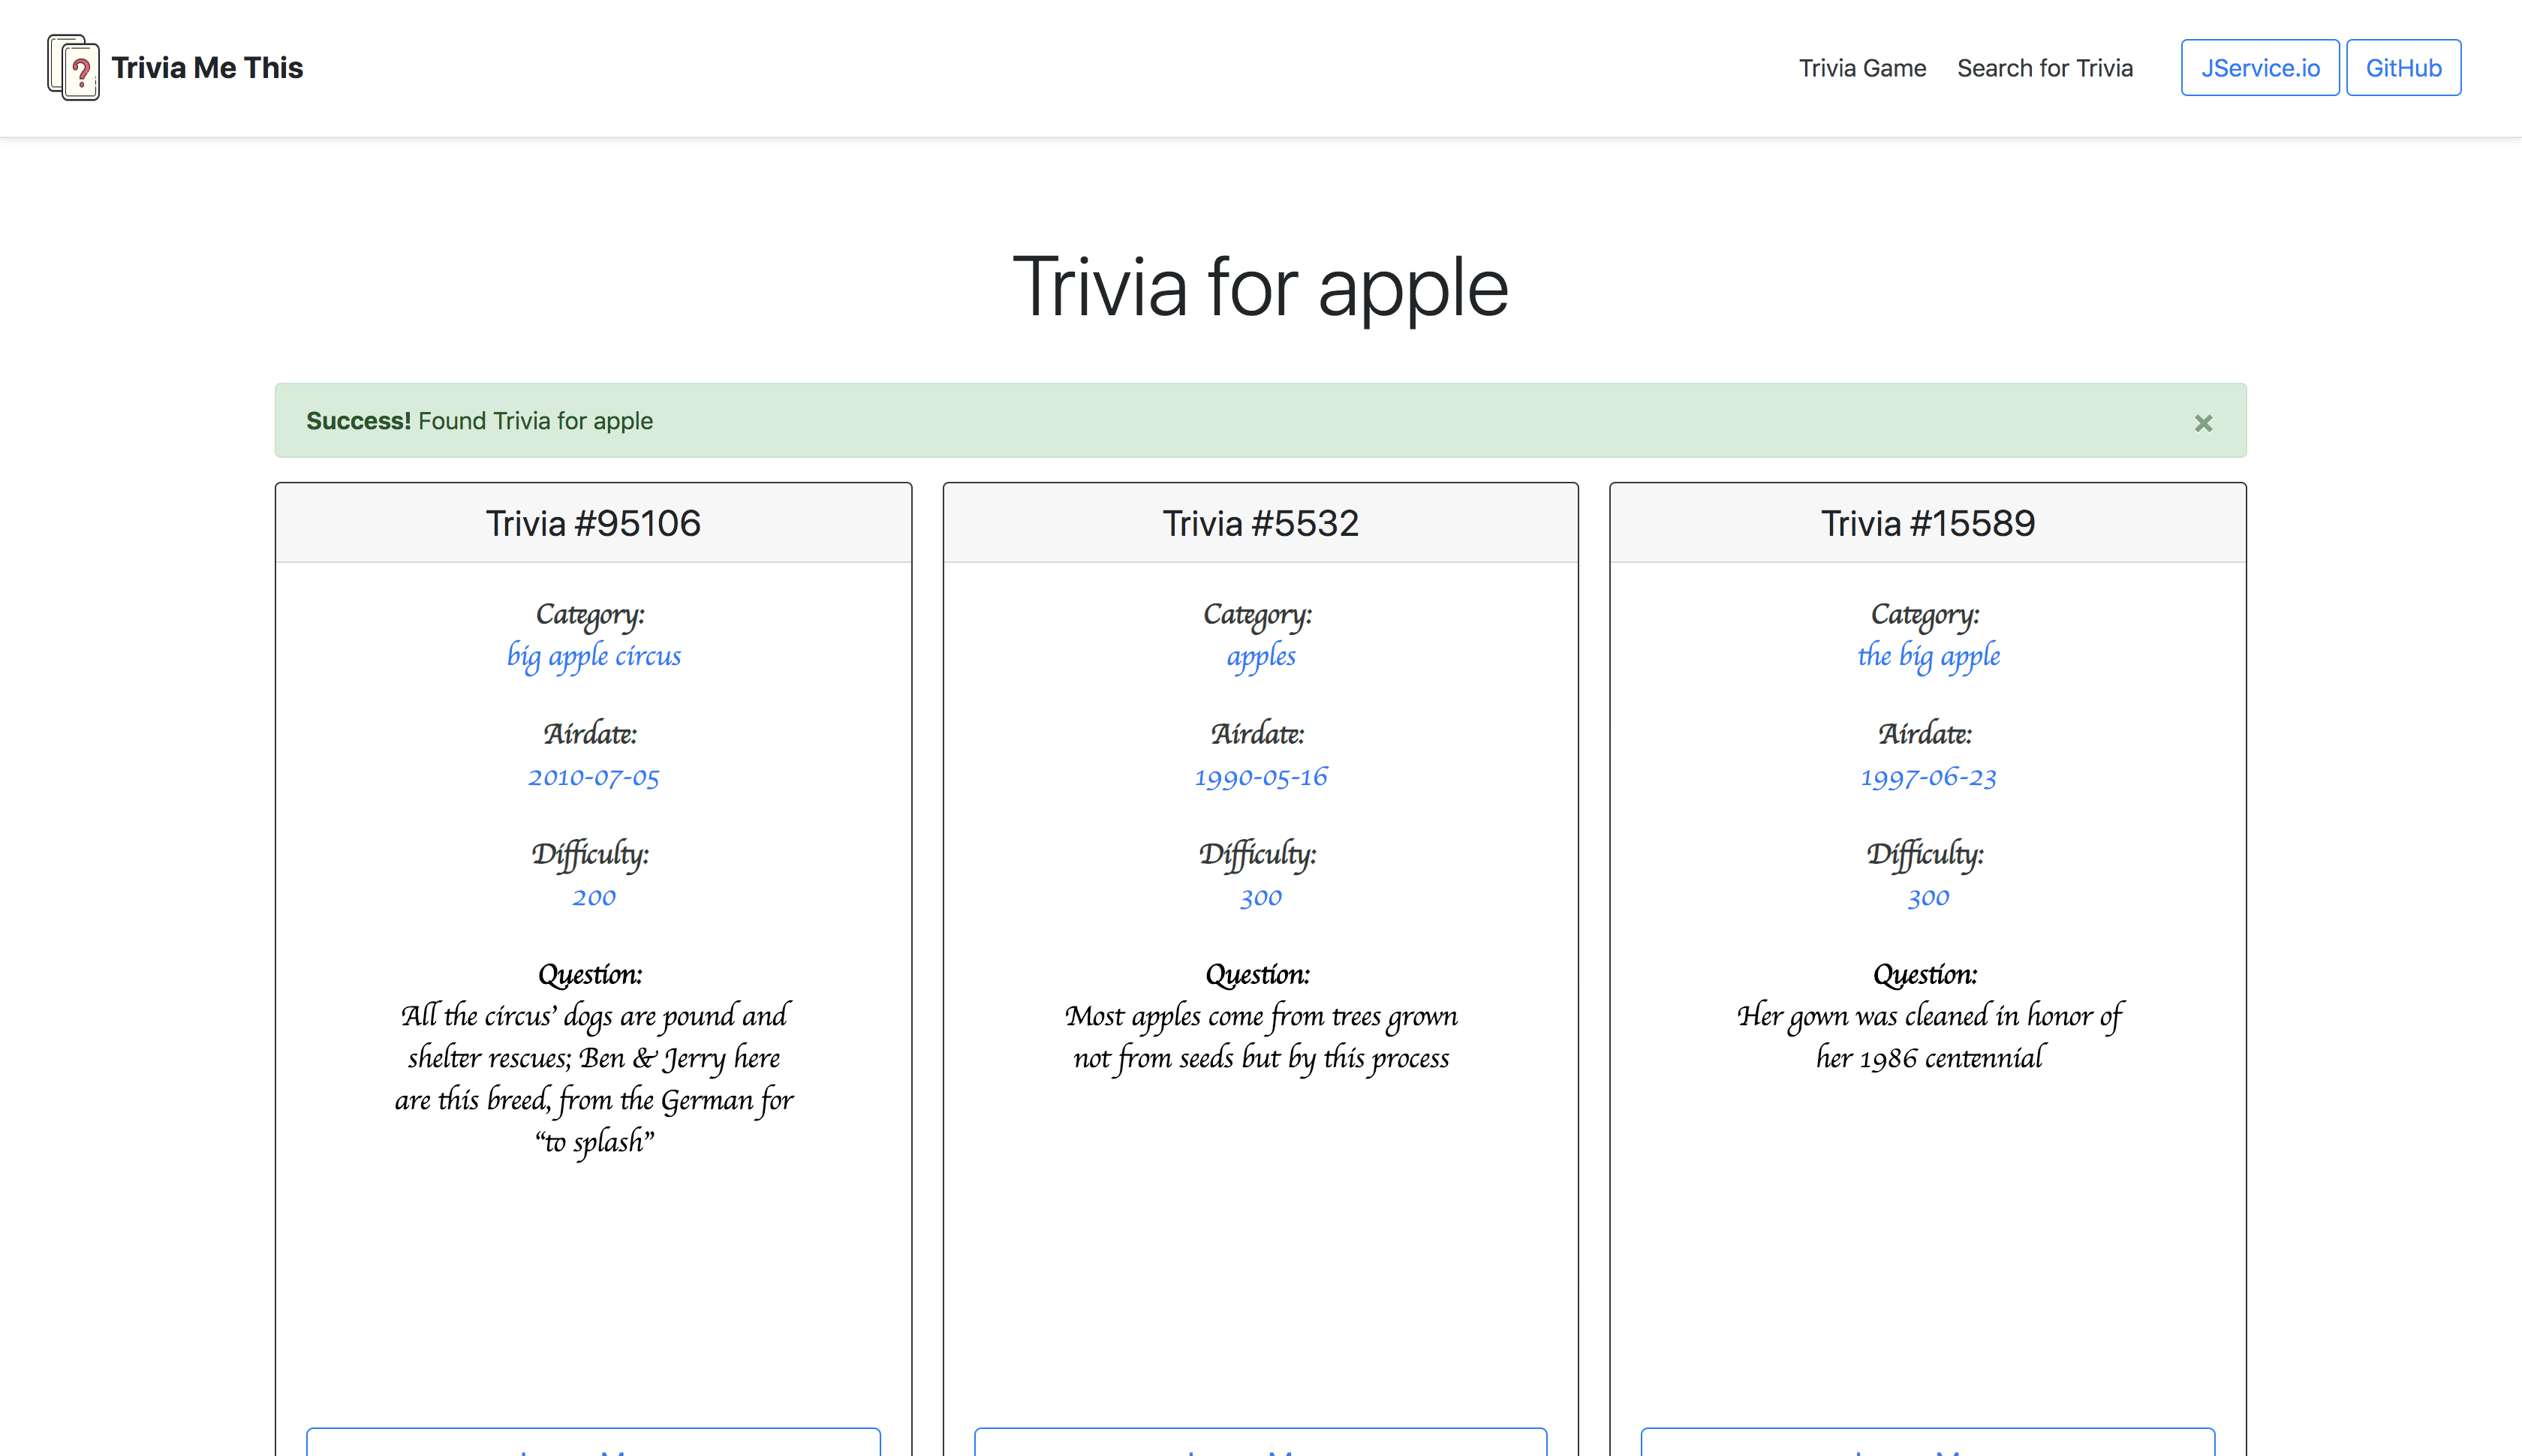 ?
Trivia Me This
Trivia Game
Search for Trivia
JService.io
GitHub
Trivia for apple
Success! Found Trivia for apple
×
Trivia #95106
Category:
big apple circus
Airdate:
2010-07-05
Difficulty:
200
Question:
All the circus’ dogs are pound and
shelter rescues; Ben & Jerry here
are this breed, from the German for
“to splash”
Trivia #5532
Category:
apples
Airdate:
1990-05-16
Difficulty:
300
Question:
Most apples come from trees grown
not from seeds but by this process
Trivia #15589
Category:
the big apple
Airdate:
1997-06-23
Difficulty:
300
Question:
Her gown was cleaned in honor of
her 1986 centennial